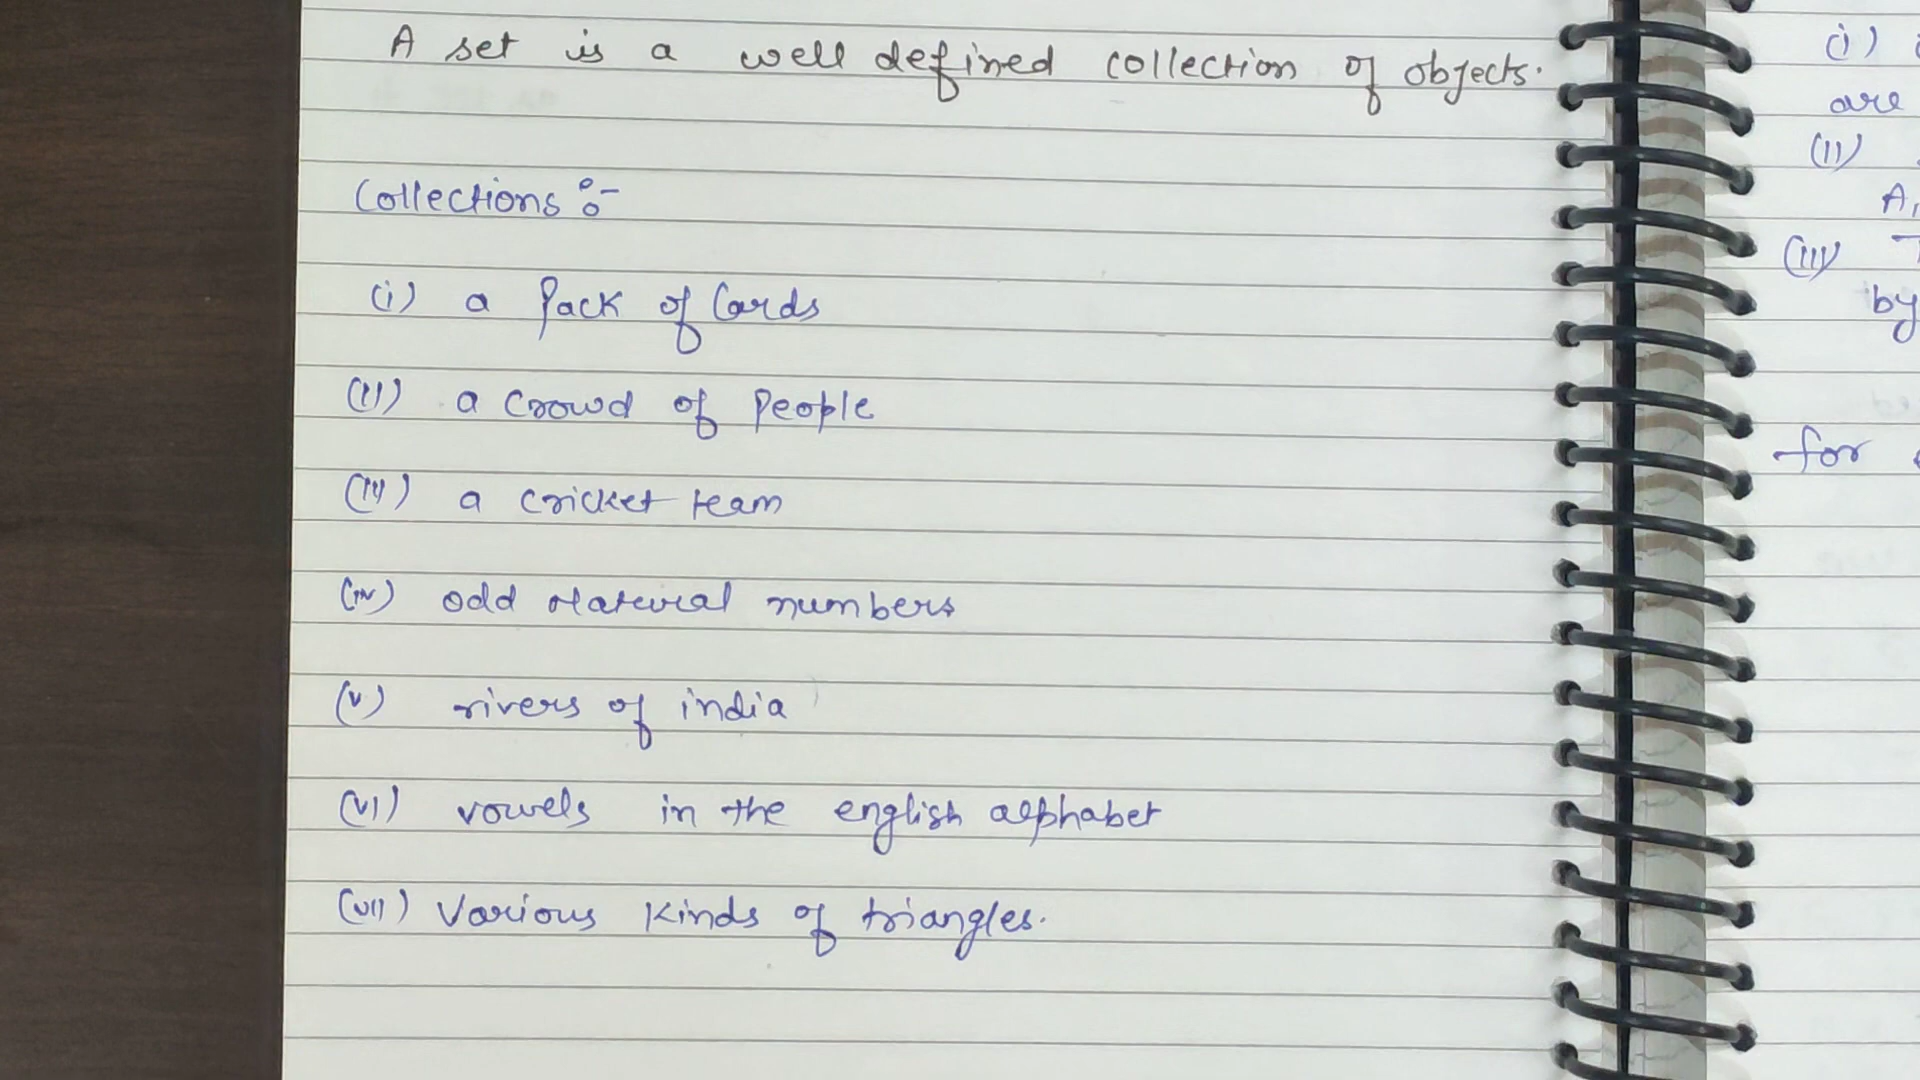 A set is a well defined collection of objects.
Collections :-
(i) a Pack of Cards
(II) a crowd of People
(III) a cricket team
(IV) odd natural numbers
(V) rivers of india
(VI) vowels in the english alphabet
(VII) Various Kinds of triangles.
(i)
are
(II)
(III)
by
for